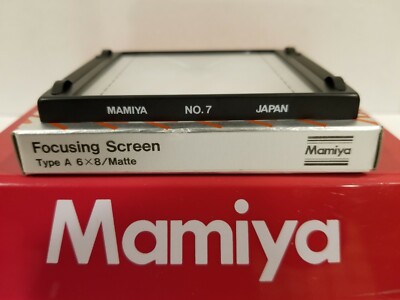 MAMIYA NO.7 JAPAN
Focusing Screen
Type A 6×8/Matte
Mamiya
Mamiya